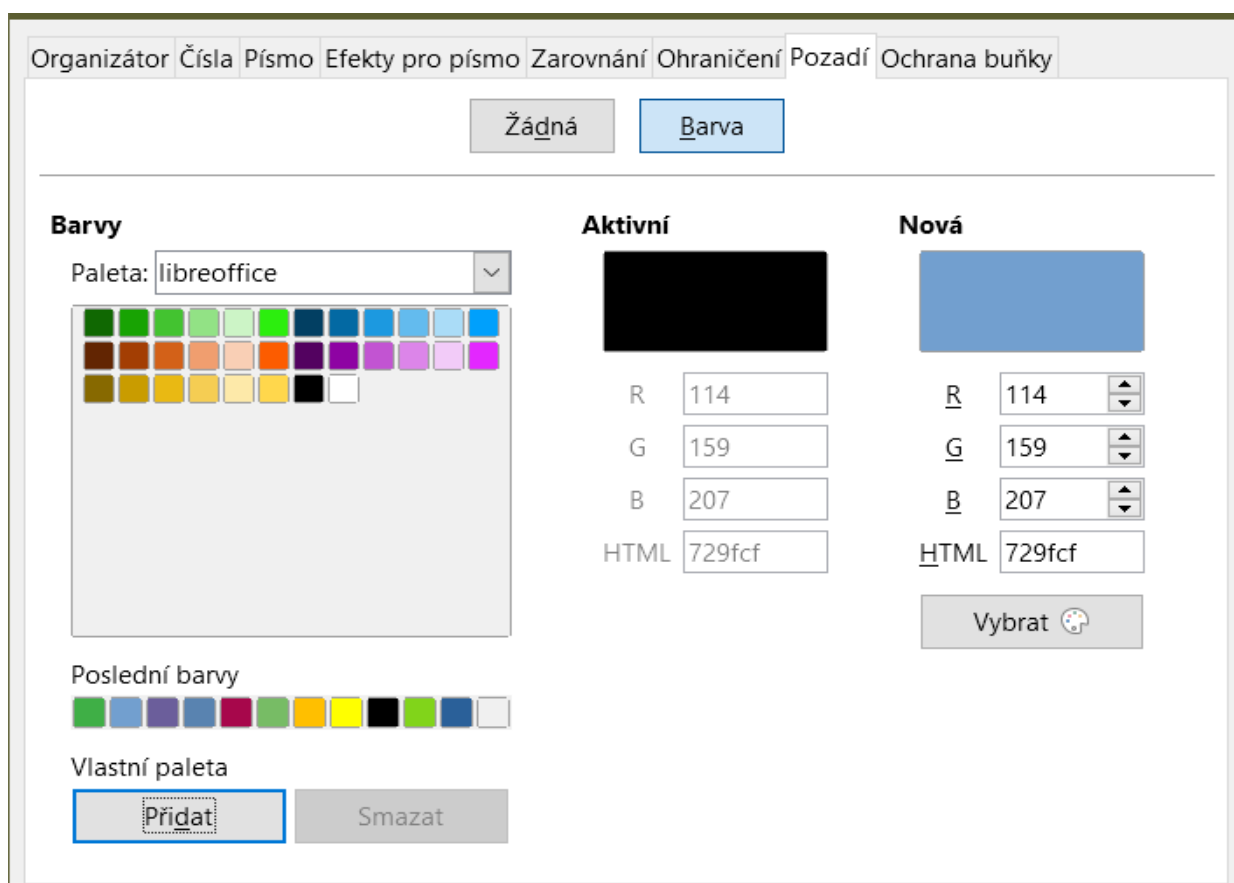 Organizátor Čísla Písmo Efekty pro písmo Zarovnání Ohraničení Pozadí Ochrana buňky
Žádná Barva
Barvy Aktivní Nová
Paleta: libreoffice
R 114 R 114
G 159 G 159
B 207 B 207
HTML 729fcf HTML 729fcf
Vybrat
Poslední barvy
Vlastní paleta
Přidat Smazat